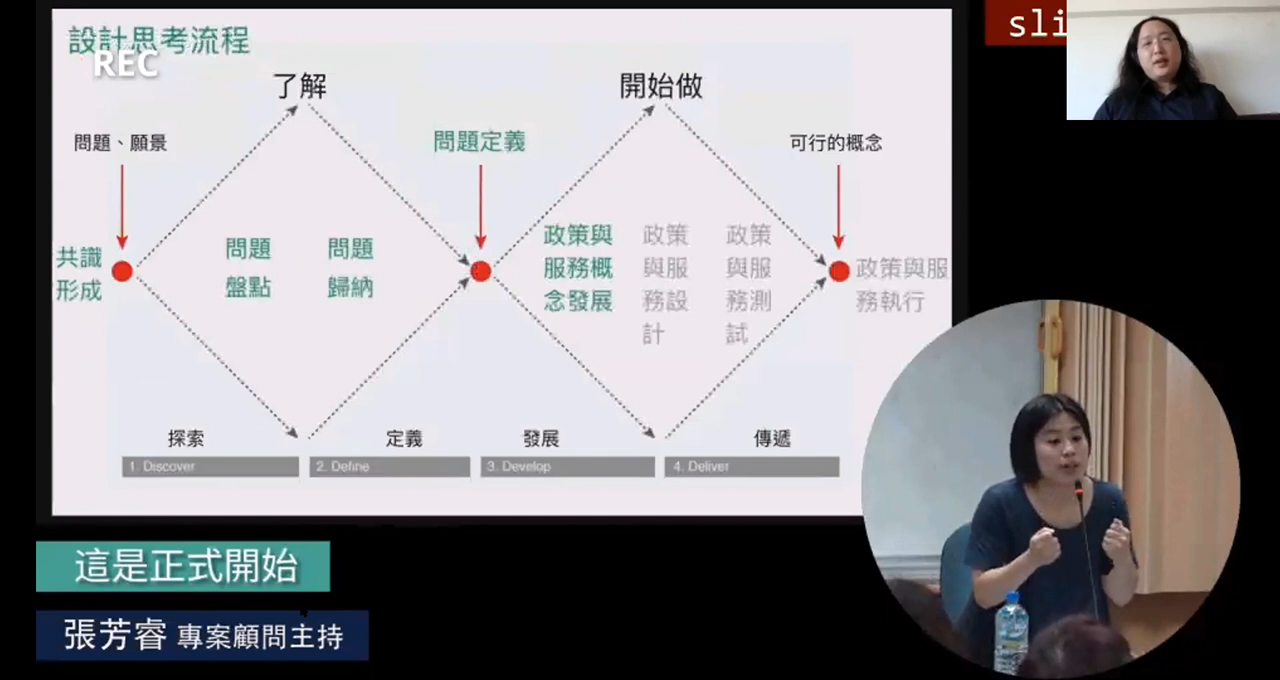 設計思考流程
REC
sli
了解
開始做
問題、願景
問題定義
可行的概念
共識
形成
問題
盤點
問題
歸納
政策與
服務概
念發展
政策
與服
務設
計
政策
與服
務測
試
政策與服
務執行
探索
定義
發展
傳遞
1. Discover
2. Define
3. Develop
4. Deliver
這是正式開始
張芳睿 專案顧問主持